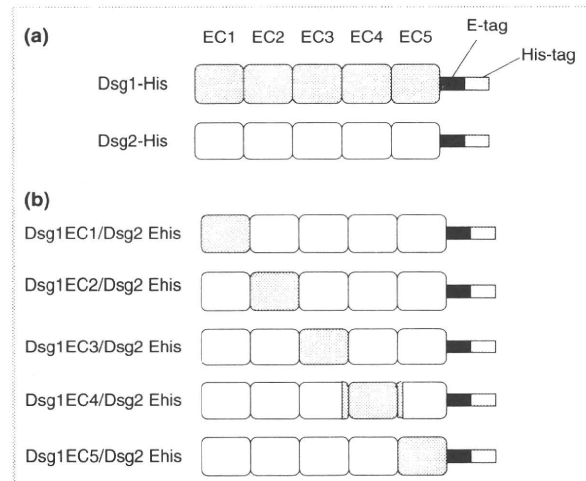 (a)
EC1 EC2 EC3 EC4 EC5
E-tag
His-tag
Dsg1-His
Dsg2-His
(b)
Dsg1EC1/Dsg2 Ehis
Dsg1EC2/Dsg2 Ehis
Dsg1EC3/Dsg2 Ehis
Dsg1EC4/Dsg2 Ehis
Dsg1EC5/Dsg2 Ehis